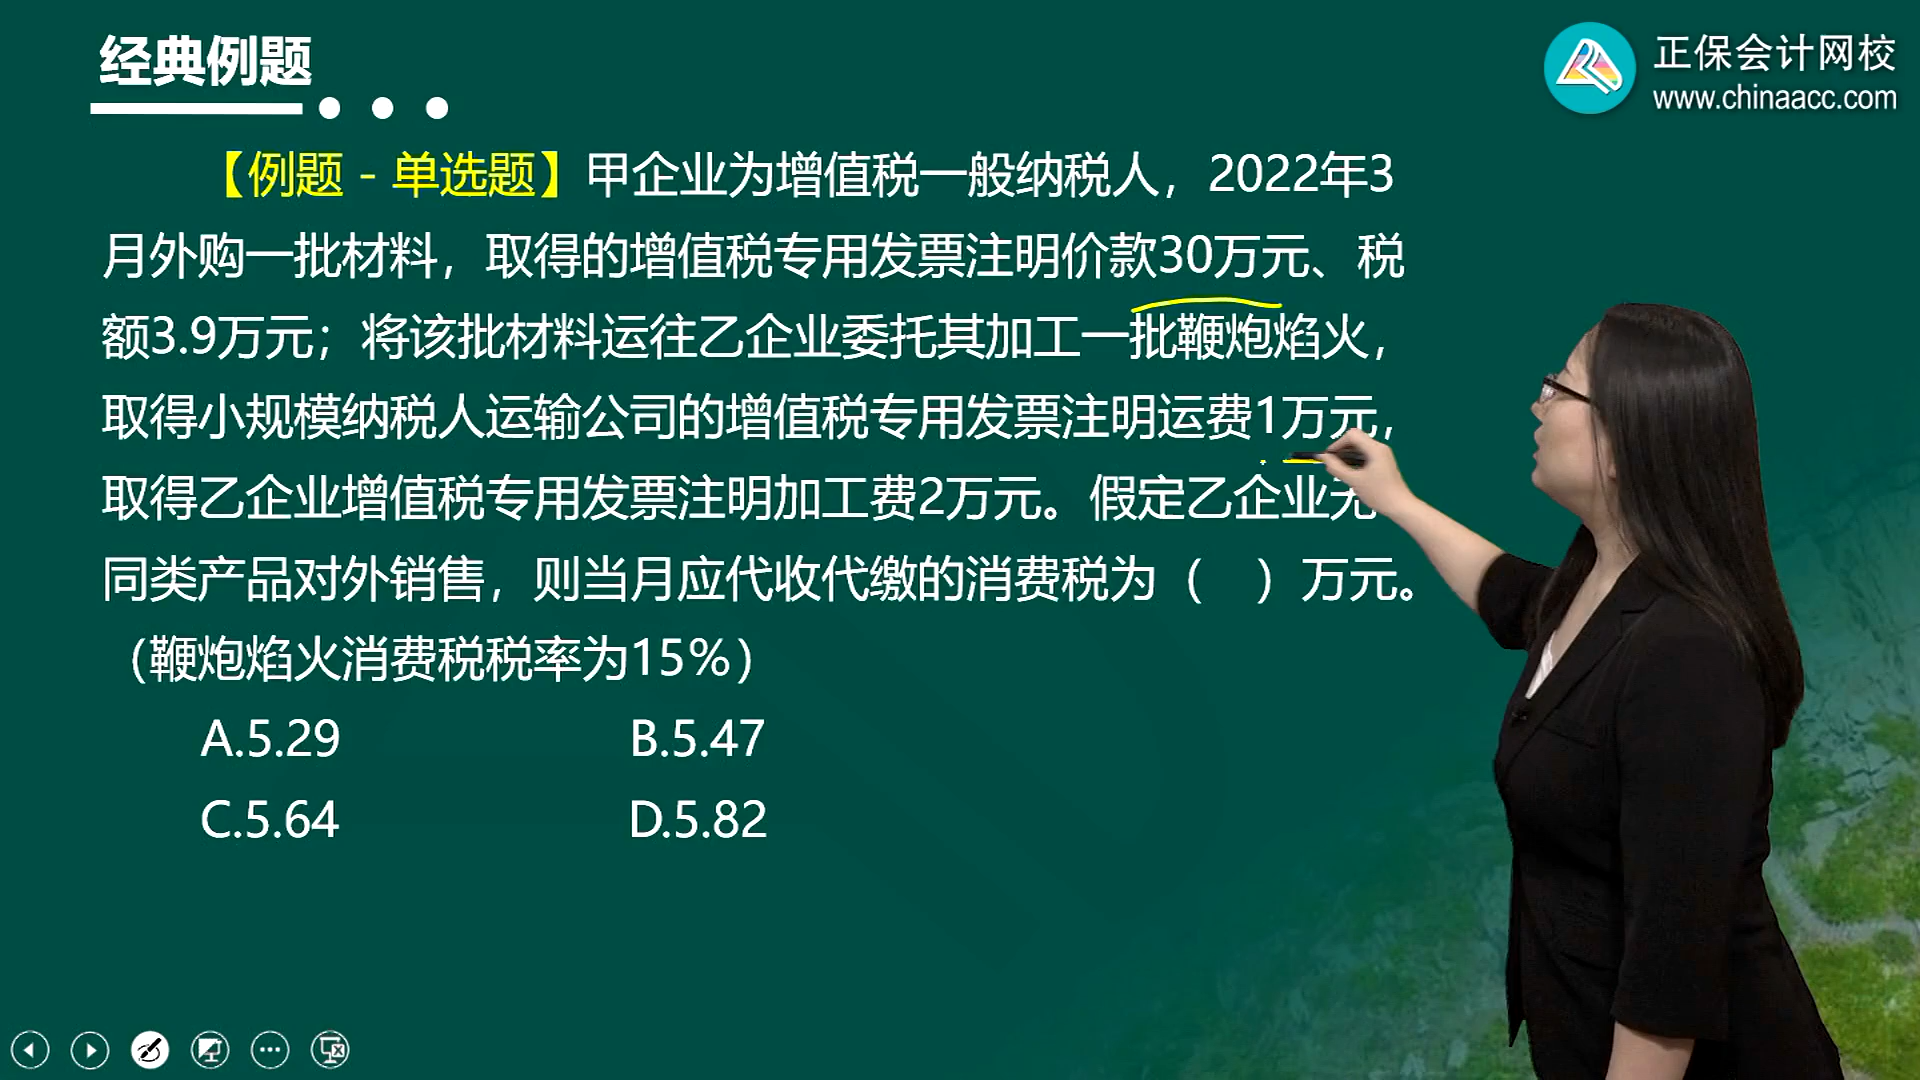 经典例题
正保会计网校
www.chinaacc.com
【例题-单选题】甲企业为增值税一般纳税人，2022年3
月外购一批材料，取得的增值税专用发票注明价款30万元、税
额3.9万元；将该批材料运往乙企业委托其加工一批鞭炮焰火，
取得小规模纳税人运输公司的增值税专用发票注明运费1万元，
取得乙企业增值税专用发票注明加工费2万元。假定乙企业无
同类产品对外销售，则当月应代收代缴的消费税为（ ）万元。
（鞭炮焰火消费税税率为15%）
A.5.29 B.5.47
C.5.64 D.5.82